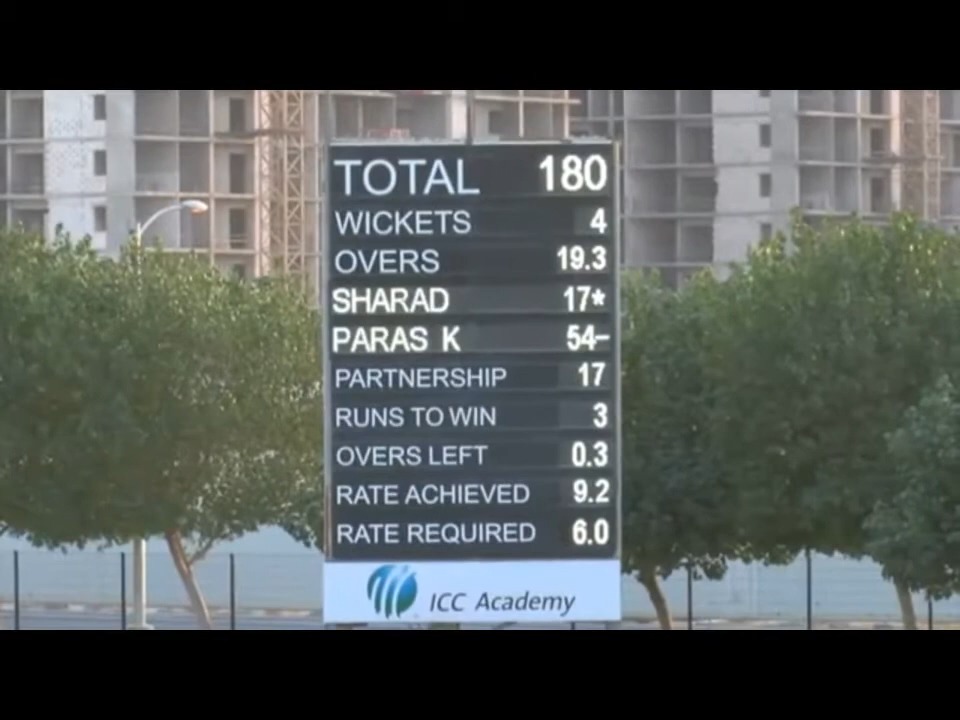 TOTAL 180
WICKETS 4
OVERS 19.3
SHARAD 17*
PARAS K 54-
PARTNERSHIP 17
RUNS TO WIN 3
OVERS LEFT 0.3
RATE ACHIEVED 9.2
RATE REQUIRED 6.0
ICC Academy